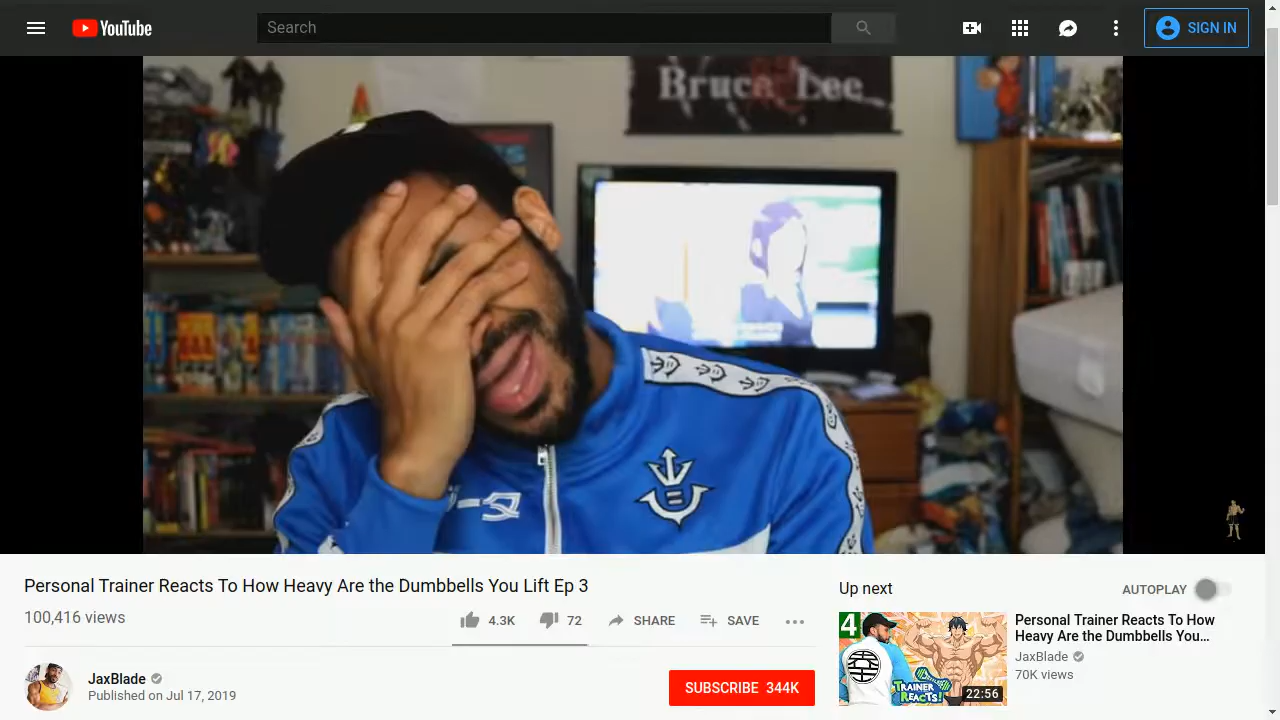 YouTube
Search
SIGN IN
Bruce Lee
Personal Trainer Reacts To How Heavy Are the Dumbbells You Lift Ep 3
100,416 views
4.3K
72
SHARE
SAVE
JaxBlade
Published on Jul 17, 2019
SUBSCRIBE 344K
Up next
AUTOPLAY
4
TRAINER
REACTS!
22:56
Personal Trainer Reacts To How
Heavy Are the Dumbbells You...
JaxBlade
70K views